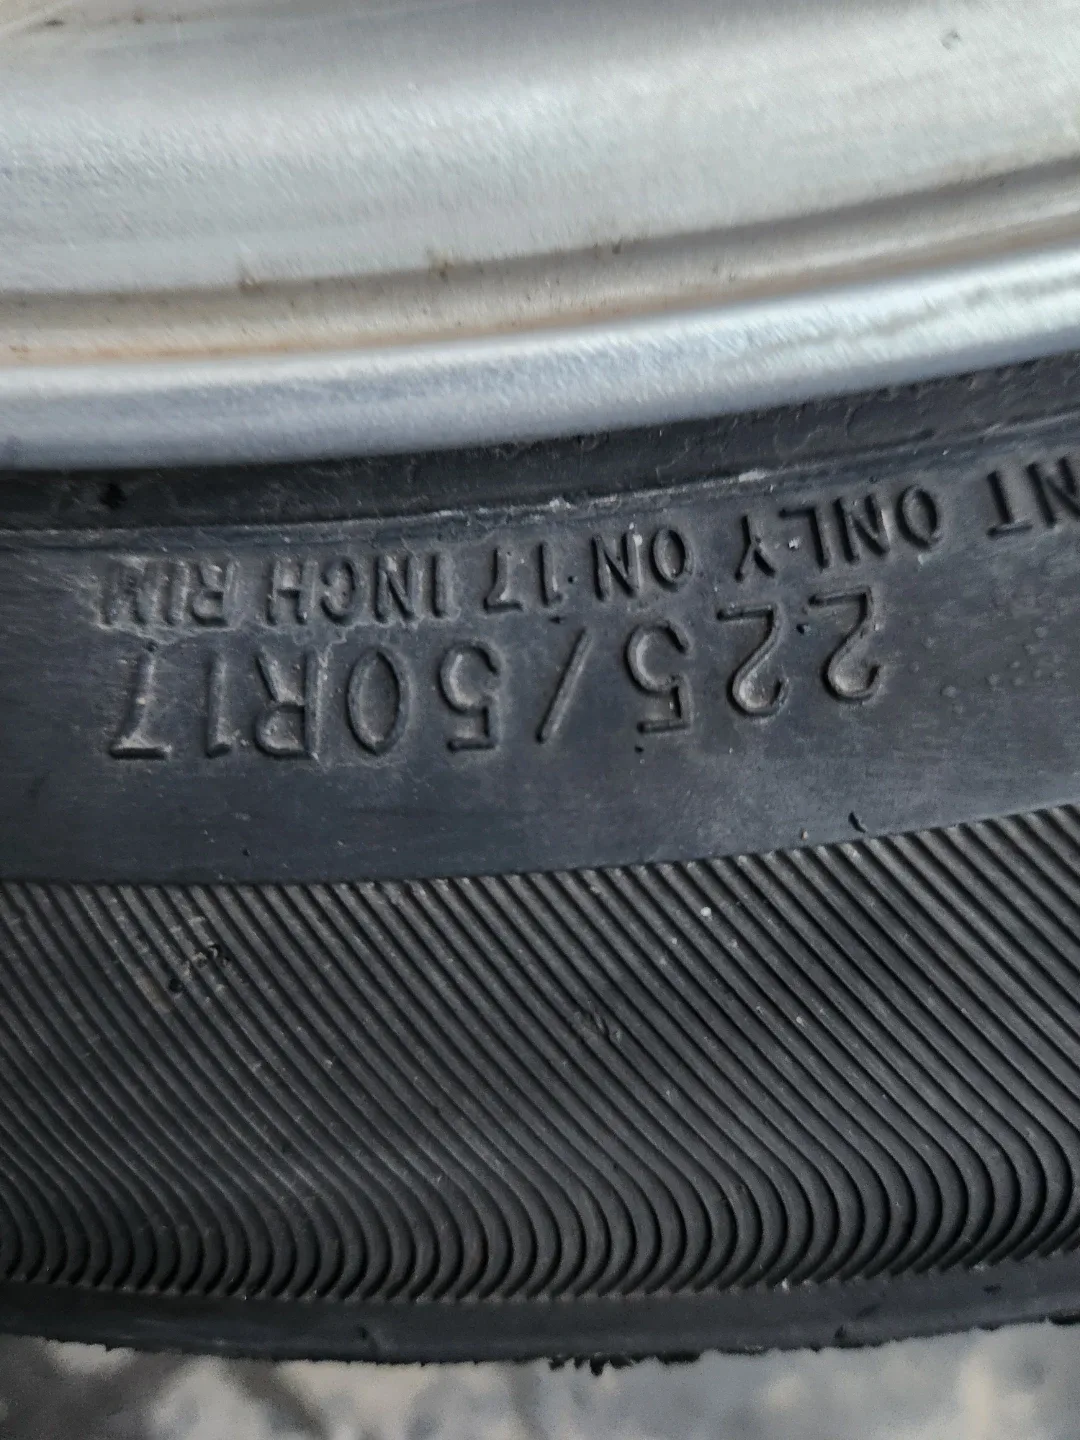 225/50R17
NT ONLY ON 17 INCH RIM